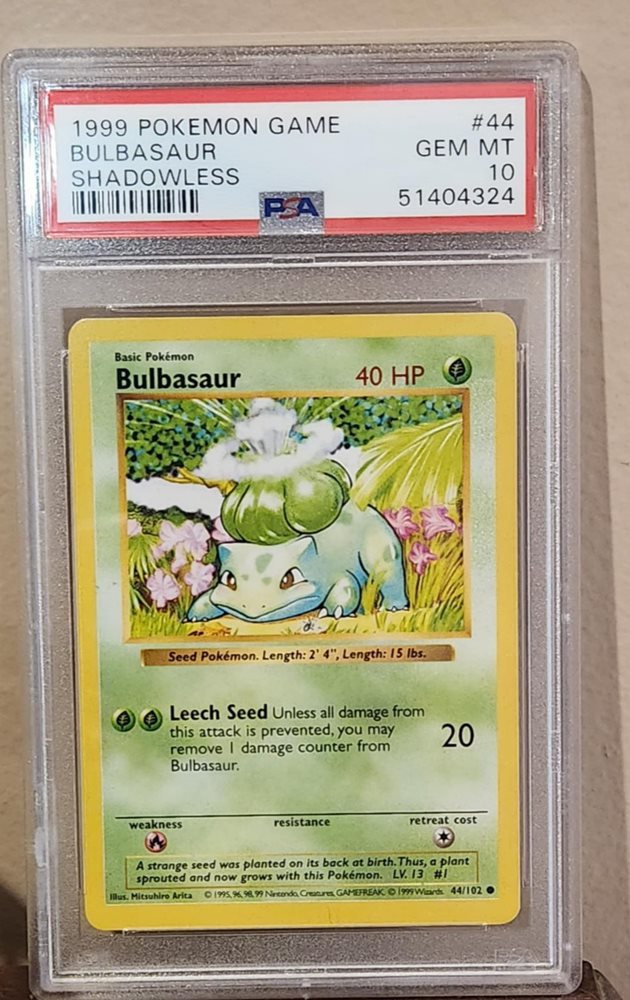 1999 POKEMON GAME #44
BULBASAUR GEM MT
SHADOWLESS 10
PSA 51404324
Basic Pokémon
Bulbasaur 40 HP
Seed Pokémon. Length: 2' 4", Length: 15 lbs.
Leech Seed Unless all damage from
this attack is prevented, you may
remove 1 damage counter from
Bulbasaur.
20
weakness resistance retreat cost
A strange seed was planted on its back at birth. Thus, a plant
sprouted and now grows with this Pokémon. LV. 13 #1
Illus. Mitsuhiro Arita © 1995, 96, 98, 99 Nintendo, Creatures, GAMEFREAK. © 1999 Wizards. 44/102